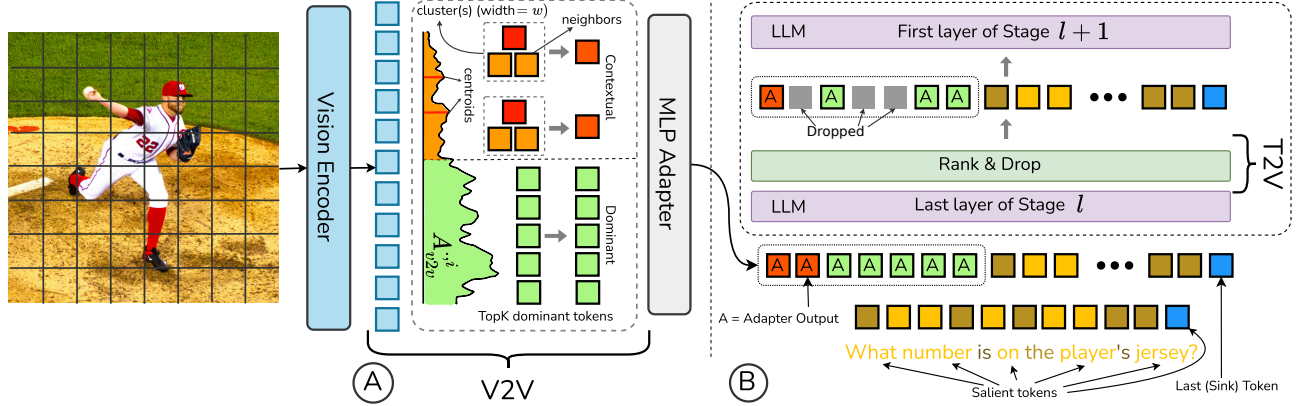 22
Vision Encoder
cluster(s) (width= w)
neighbors
centroids
Contextual
A^{·,i}_{v2v}
Dominant
TopK dominant tokens
MLP Adapter
A
V2V
LLM First layer of Stage l + 1
A A A A
Dropped
Rank & Drop
LLM Last layer of Stage l
T2V
A A A A A A A
A = Adapter Output
What number is on the player's jersey?
Salient tokens
Last (Sink) Token
B